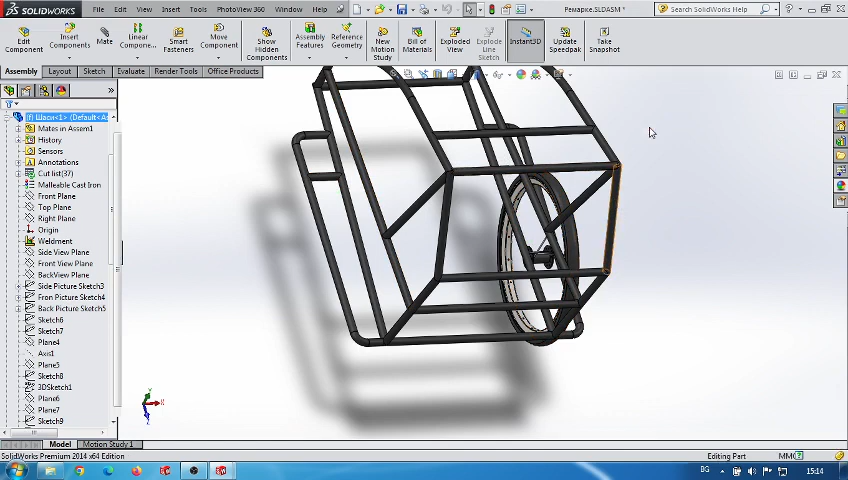 SOLIDWORKS File Edit View Insert Tools PhotoView 360 Window Help Ремарке.SLDASM * Search SolidWorks Help
Edit Component Insert Components Mate Linear Compone... Smart Fasteners Move Component Show Hidden Components Assembly Features Reference Geometry New Motion Study Bill of Materials Exploded View Explode Line Sketch Instant3D Update Speedpak Take Snapshot
Assembly Layout Sketch Evaluate Render Tools Office Products
(f) Шаси<1> (Default<As
Mates in Assem1
History
Sensors
Annotations
Cut list(37)
Malleable Cast Iron
Front Plane
Top Plane
Right Plane
Origin
Weldment
Side View Plane
Front View Plane
BackView Plane
Side Picture Sketch3
Fron Picture Sketch4
Back Picture Sketch5
Sketch6
Sketch7
Plane4
Axis1
Plane5
Sketch8
3DSketch1
Plane6
Plane7
Sketch9
Model Motion Study 1
SolidWorks Premium 2014 x64 Edition Editing Part
BG 15:14